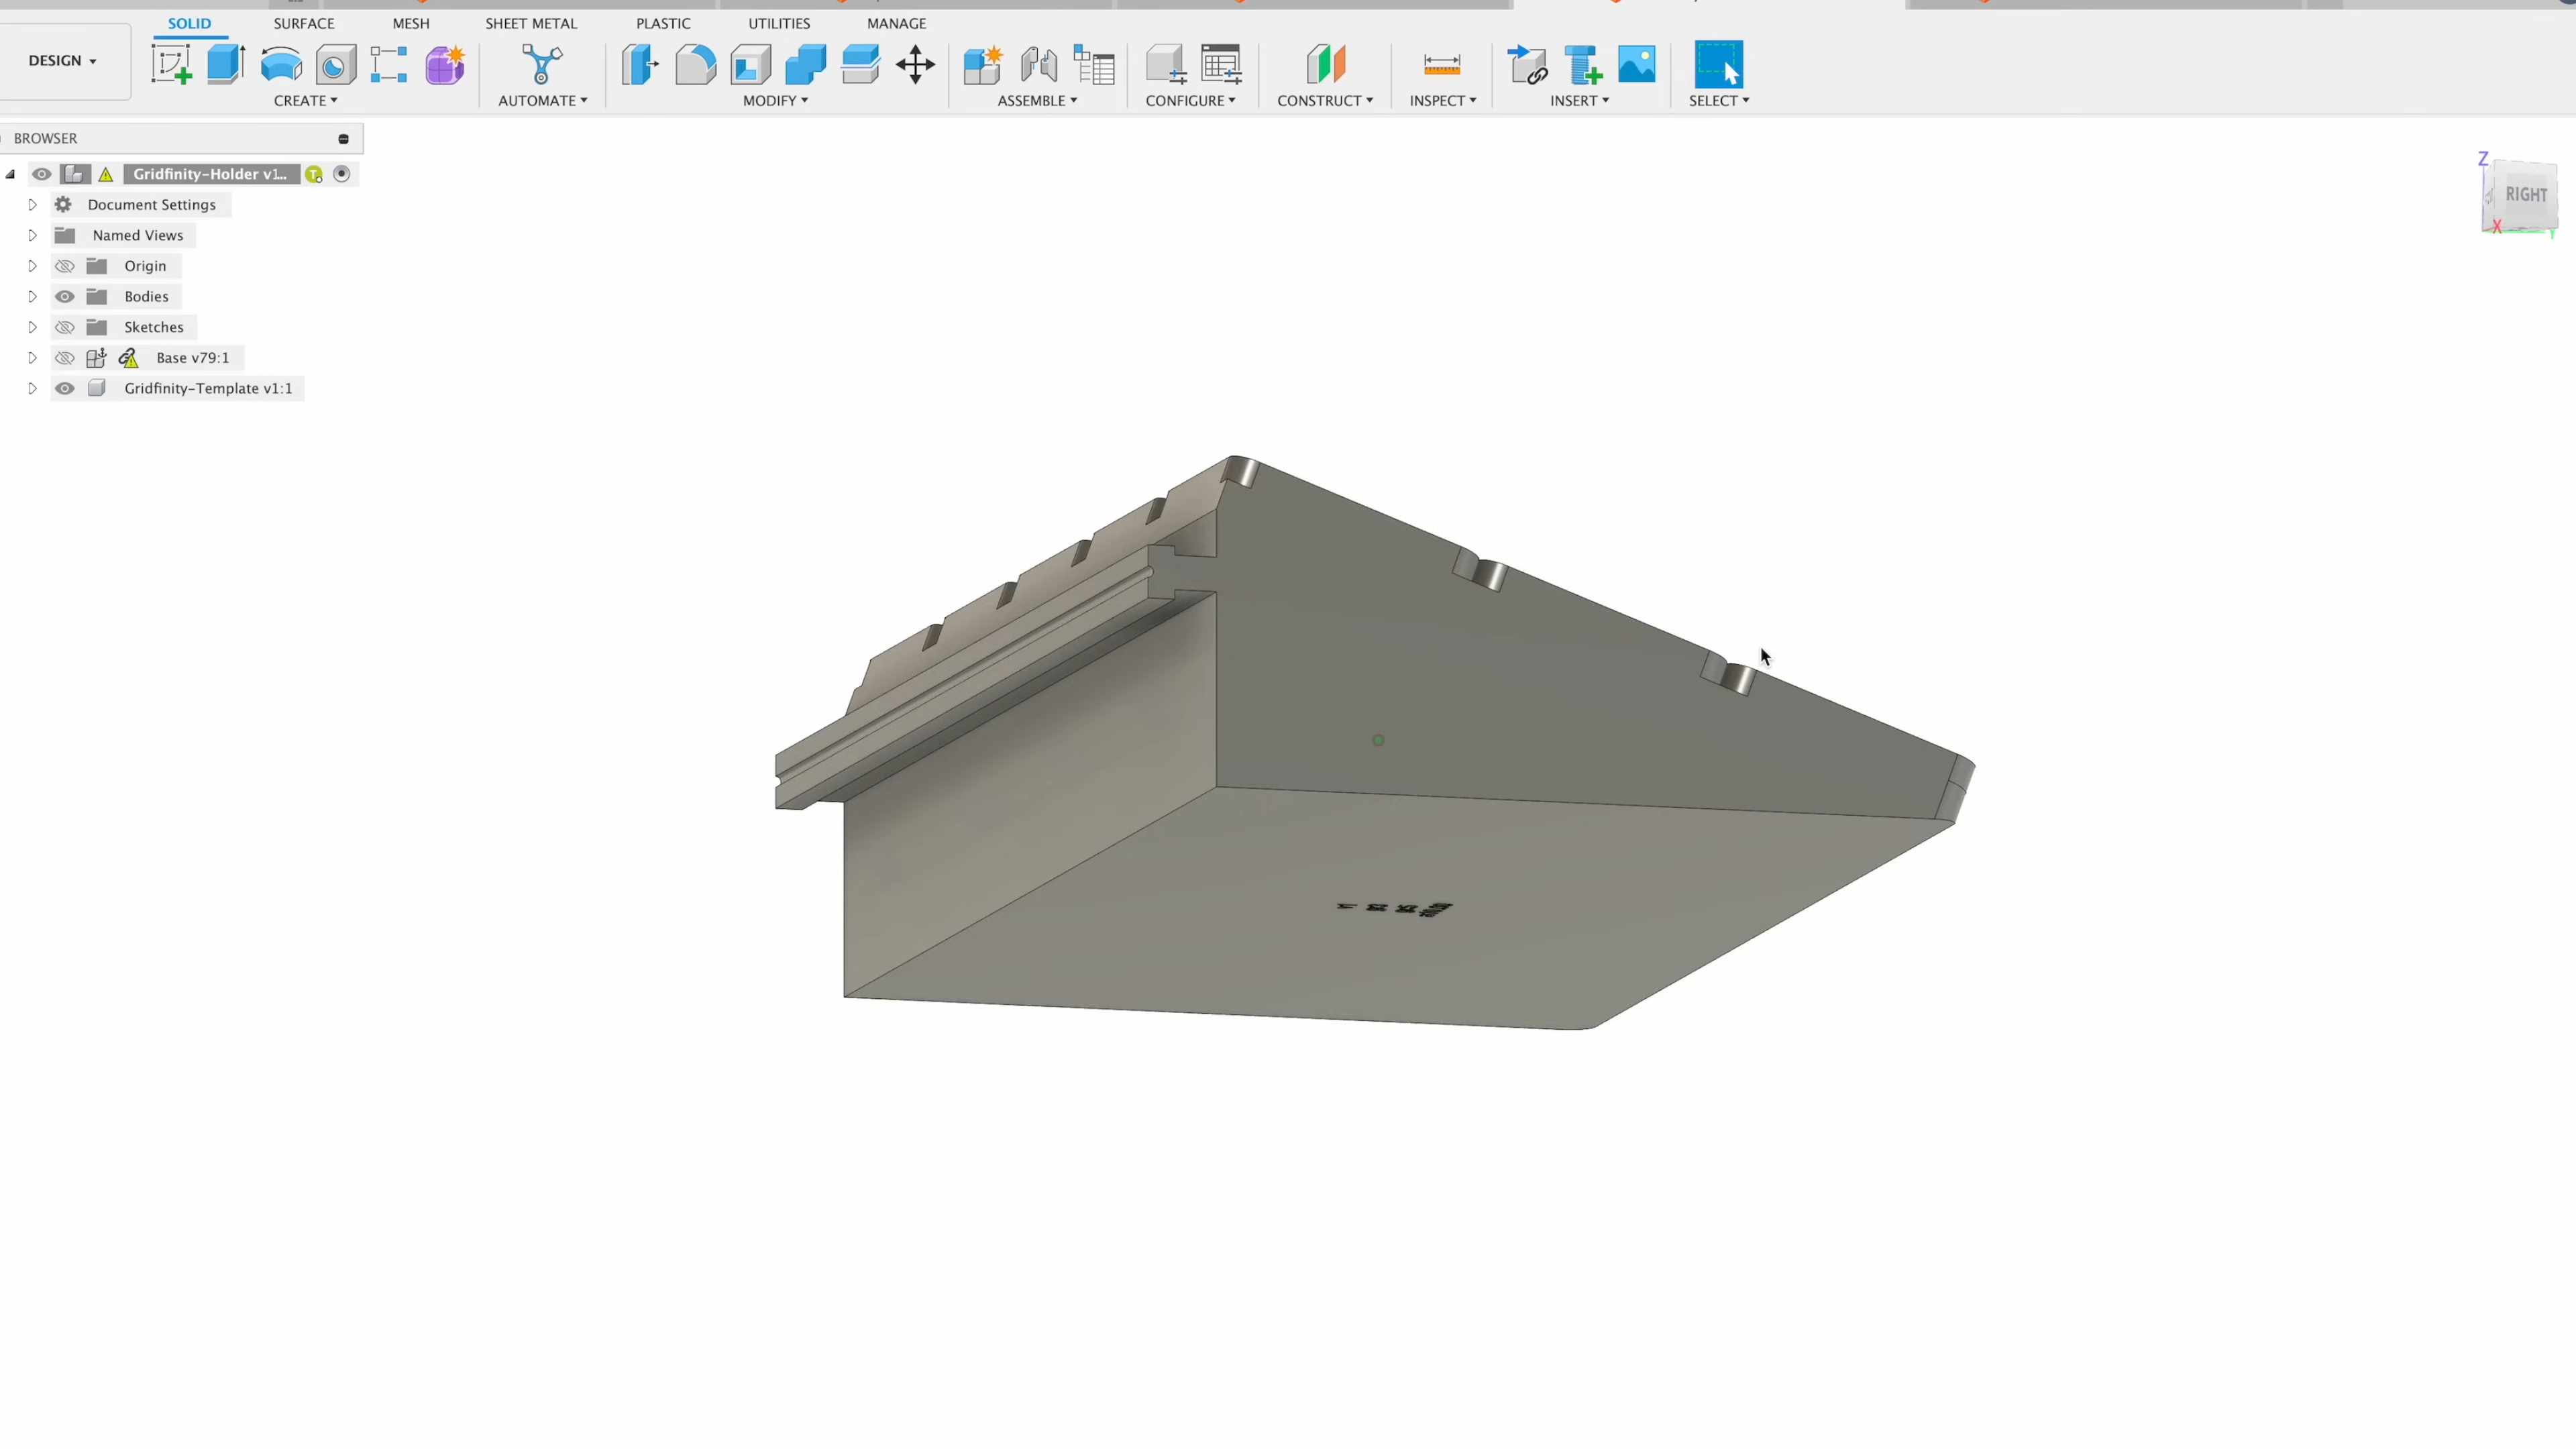 SOLID SURFACE MESH SHEET METAL PLASTIC UTILITIES MANAGE
DESIGN
CREATE AUTOMATE MODIFY ASSEMBLE CONFIGURE CONSTRUCT INSPECT INSERT SELECT
BROWSER
Gridfinity-Holder v1...
Document Settings
Named Views
Origin
Bodies
Sketches
Base v79:1
Gridfinity-Template v1:1
Z
RIGHT
X